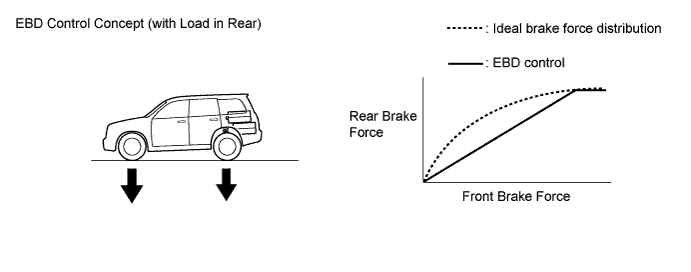 EBD Control Concept (with Load in Rear)
: Ideal brake force distribution
: EBD control
Rear Brake
Force
Front Brake Force